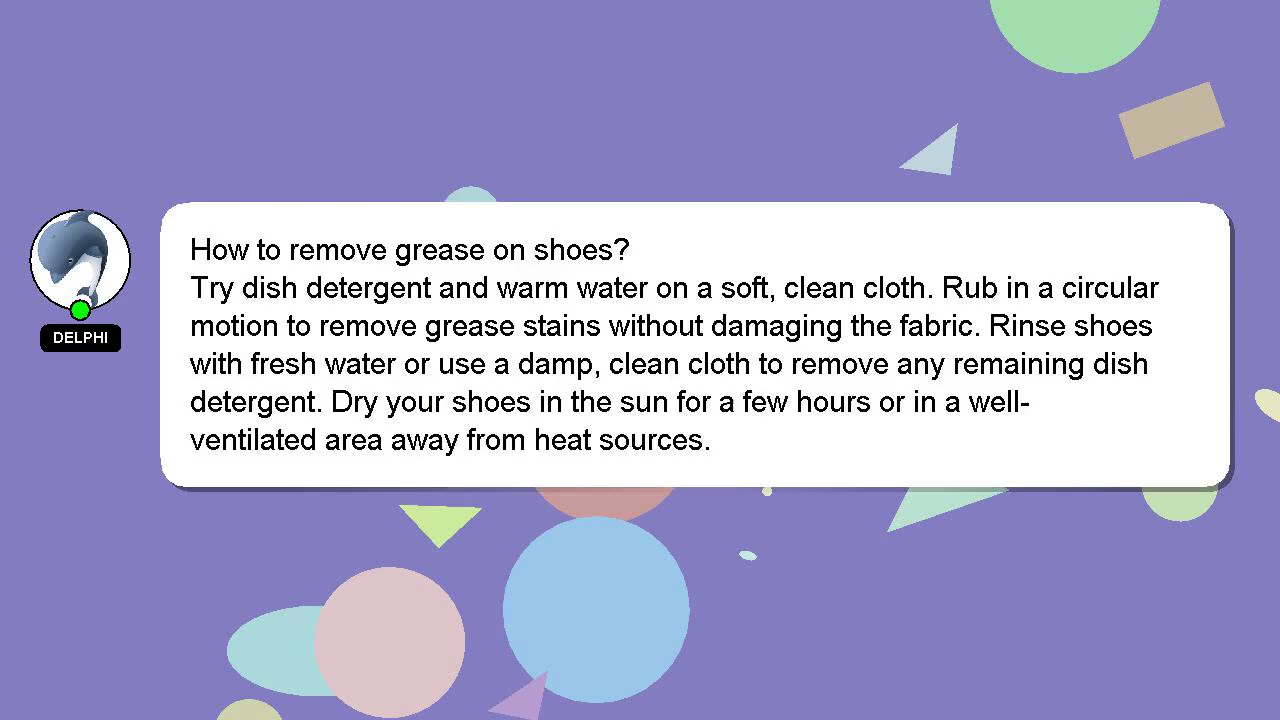 How to remove grease on shoes?
Try dish detergent and warm water on a soft, clean cloth. Rub in a circular
motion to remove grease stains without damaging the fabric. Rinse shoes
with fresh water or use a damp, clean cloth to remove any remaining dish
detergent. Dry your shoes in the sun for a few hours or in a well-
ventilated area away from heat sources.
DELPHI